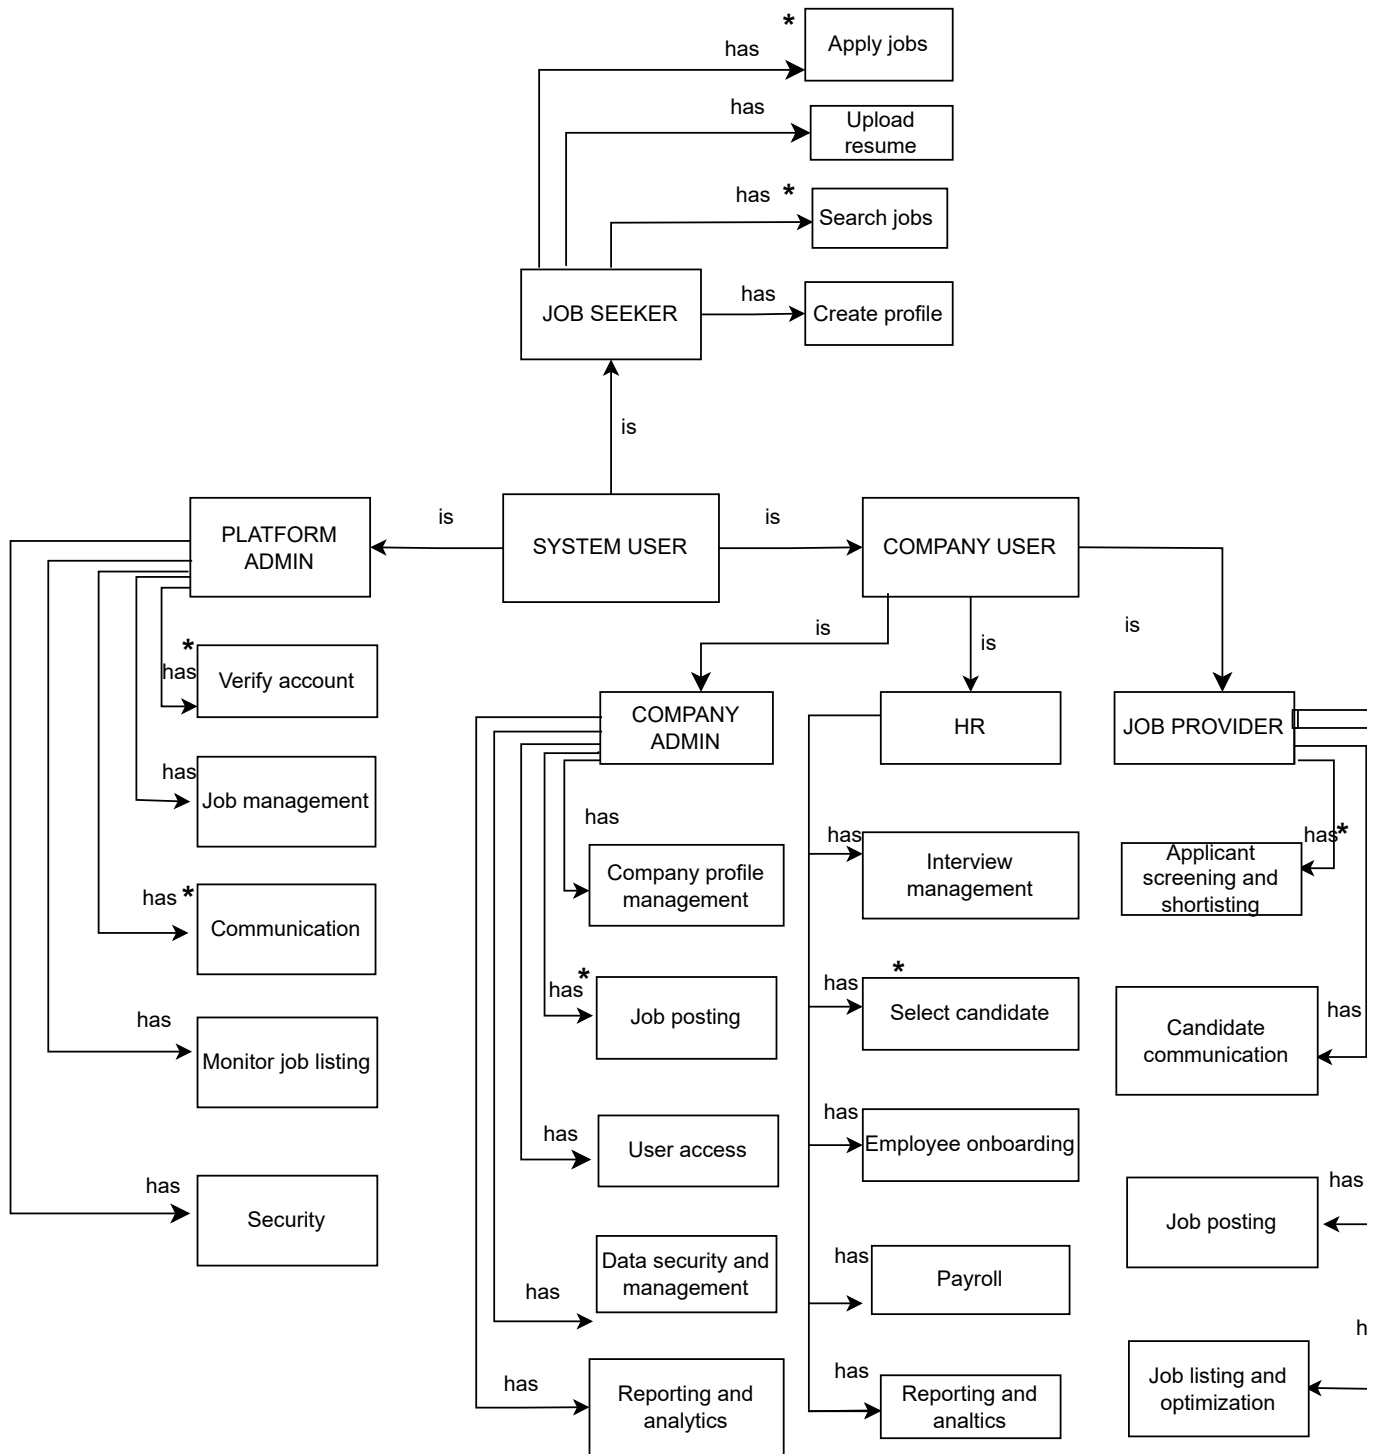 *
Apply jobs
has
has
Upload
resume
has *
Search jobs
has
JOB SEEKER
Create profile
is
is
is
PLATFORM
ADMIN
SYSTEM USER
COMPANY USER
is
is
is
*
has
Verify account
COMPANY
ADMIN
HR
JOB PROVIDER
has
Job management
has
Company profile
management
has
Interview
management
has*
Applicant
screening and
shortisting
has *
Communication
has*
Job posting
has
*
Select candidate
has
Candidate
communication
has
Monitor job listing
has
User access
has
Employee onboarding
has
Job posting
has
Security
has
Data security and
management
has
Payroll
h
Job listing and
optimization
has
Reporting and
analytics
has
Reporting and
analtics